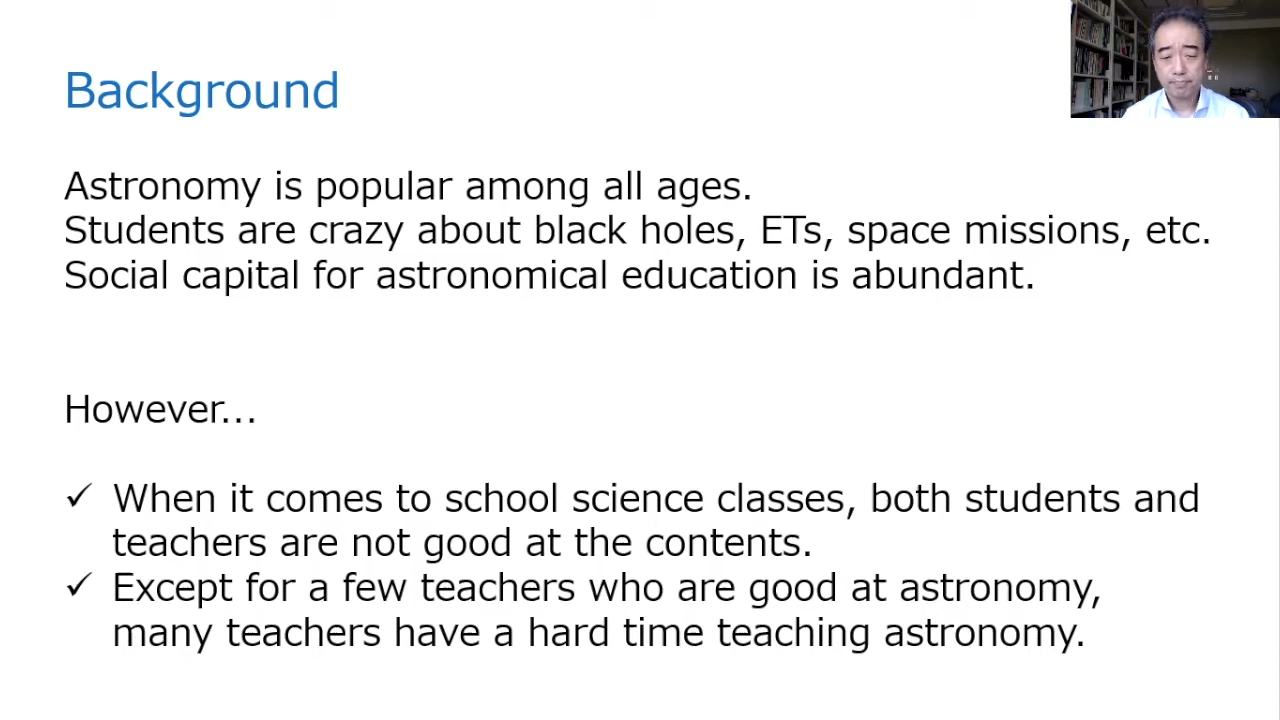 Background
Astronomy is popular among all ages.
Students are crazy about black holes, ETs, space missions, etc.
Social capital for astronomical education is abundant.
However...
✓ When it comes to school science classes, both students and
teachers are not good at the contents.
✓ Except for a few teachers who are good at astronomy,
many teachers have a hard time teaching astronomy.